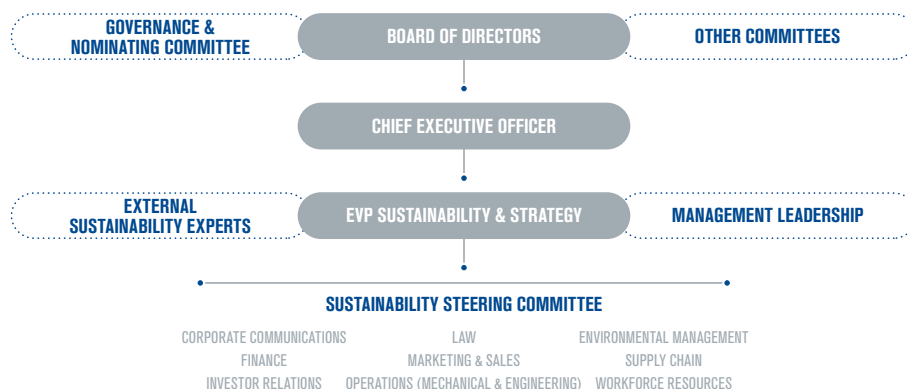 GOVERNANCE &
NOMINATING COMMITTEE
BOARD OF DIRECTORS
OTHER COMMITTEES
CHIEF EXECUTIVE OFFICER
EXTERNAL
SUSTAINABILITY EXPERTS
EVP SUSTAINABILITY & STRATEGY
MANAGEMENT LEADERSHIP
SUSTAINABILITY STEERING COMMITTEE
CORPORATE COMMUNICATIONS
FINANCE
INVESTOR RELATIONS
LAW
MARKETING & SALES
OPERATIONS (MECHANICAL & ENGINEERING)
ENVIRONMENTAL MANAGEMENT
SUPPLY CHAIN
WORKFORCE RESOURCES